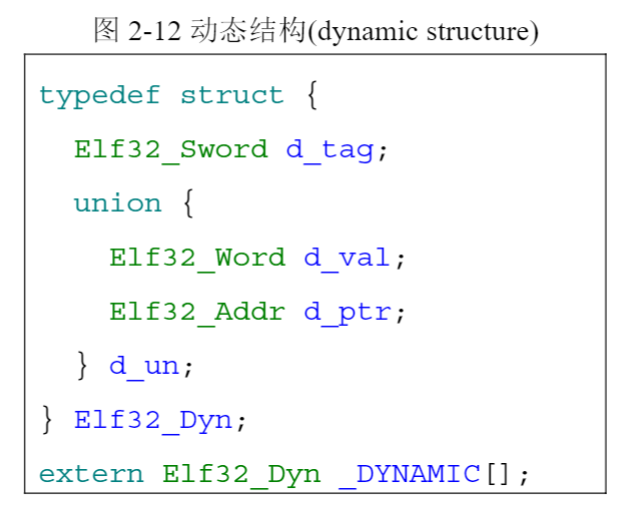 图 2-12 动态结构(dynamic structure)
typedef struct {
  Elf32_Sword d_tag;
  union {
    Elf32_Word d_val;
    Elf32_Addr d_ptr;
  } d_un;
} Elf32_Dyn;
extern Elf32_Dyn _DYNAMIC[];